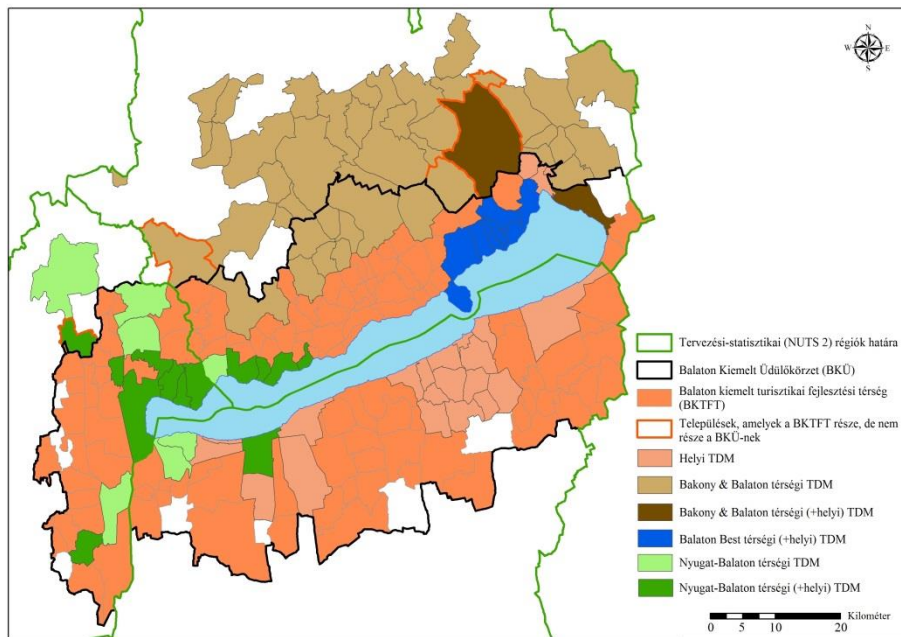 N
W E
S
Tervezési-statisztikai (NUTS 2) régiók határa
Balaton Kiemelt Üdülőkörzet (BKÜ)
Balaton kiemelt turisztikai fejlesztési térség
(BKTFT)
Települések, amelyek a BKTFT része, de nem
része a BKÜ-nek
Helyi TDM
Bakony & Balaton térségi TDM
Bakony & Balaton térségi (+helyi) TDM
Balaton Best térségi (+helyi) TDM
Nyugat-Balaton térségi TDM
Nyugat-Balaton térségi (+helyi) TDM
Kilométer
0 5 10 20